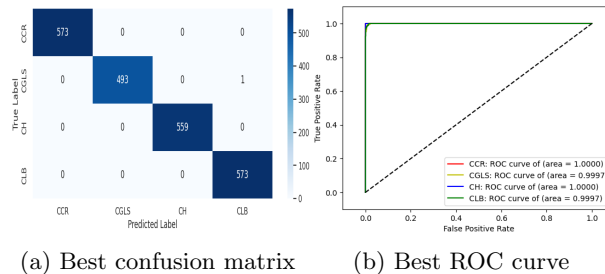 CCR
573
0
0
0
CGLS
0
493
0
1
CH
0
0
559
0
CLB
0
0
0
573
CCR
CGLS
CH
CLB
True Label
Predicted Label
500
400
300
200
100
0
1.0
0.8
0.6
0.4
0.2
0.0
True Positive Rate
CCR: ROC curve of (area = 1.0000)
CGLS: ROC curve of (area = 0.9997)
CH: ROC curve of (area = 1.0000)
CLB: ROC curve of (area = 0.9997)
0.0
0.2
0.4
0.6
0.8
1.0
False Positive Rate
(a) Best confusion matrix
(b) Best ROC curve